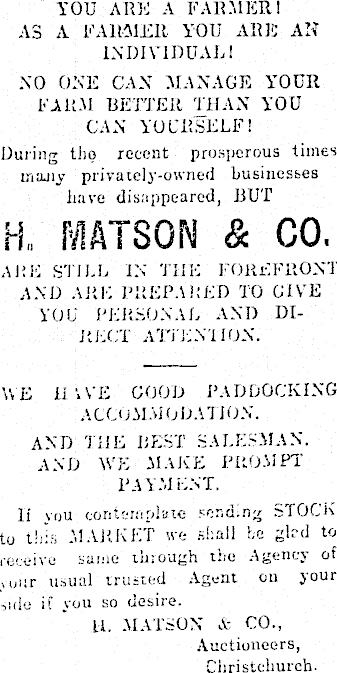 YOU ARE A FARMER!
AS A FARMER YOU ARE AN
INDIVIDUAL!
NO ONE CAN MANAGE YOUR
FARM BETTER THAN YOU
CAN YOURSELF!
During the recent prosperous times
many privately-owned businesses
have disappeared, BUT
H. MATSON & CO.
ARE STILL IN THE FOREFRONT
AND ARE PREPARED TO GIVE
YOU PERSONAL AND DI-
RECT ATTENTION.
WE HAVE GOOD PADDOCKING
ACCOMMODATION.
AND THE BEST SALESMAN.
AND WE MAKE PROMPT
PAYMENT.
If you contemplate sending STOCK
to this MARKET we shall be glad to
receive same through the Agency of
your usual trusted Agent on your
side if you so desire.
H. MATSON & CO.,
Auctioneers,
Christchurch.